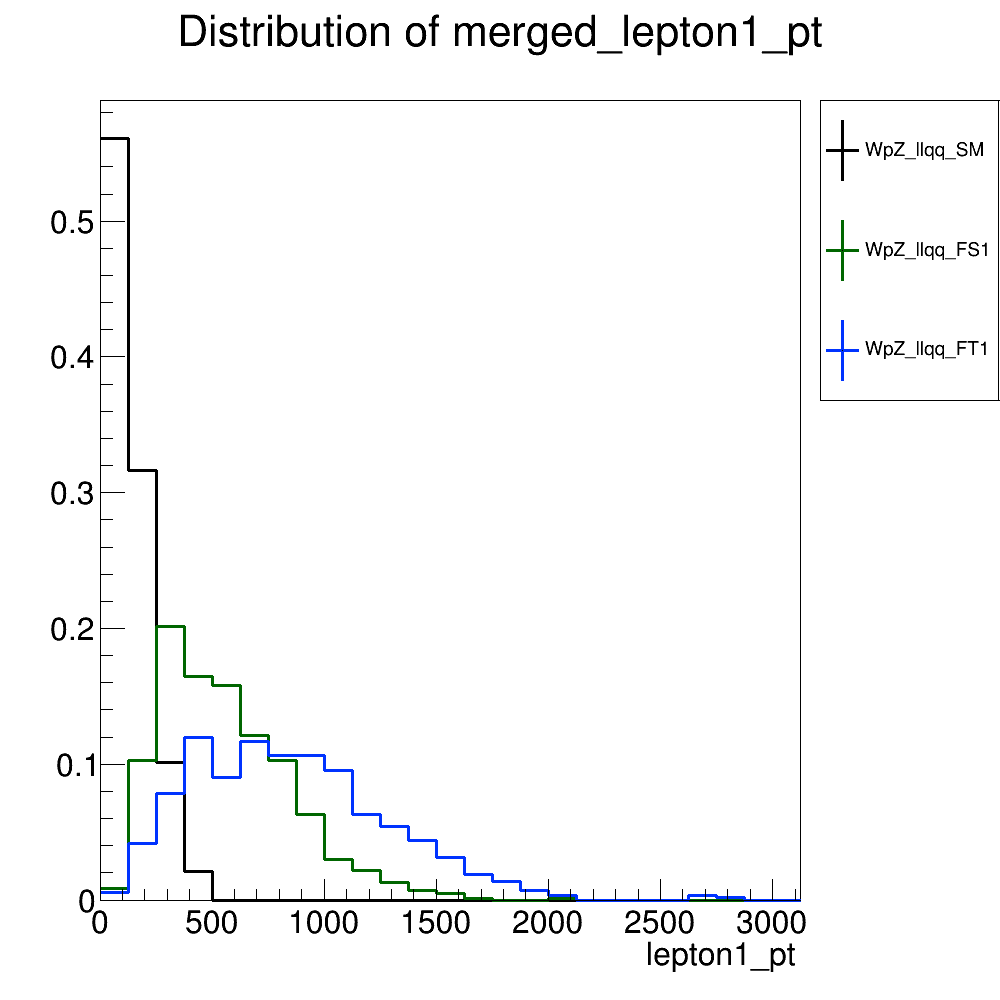 Distribution of merged_lepton1_pt
WpZ_llqq_SM
WpZ_llqq_FS1
WpZ_llqq_FT1
0.5
0.4
0.3
0.2
0.1
0
0 500 1000 1500 2000 2500 3000
lepton1_pt